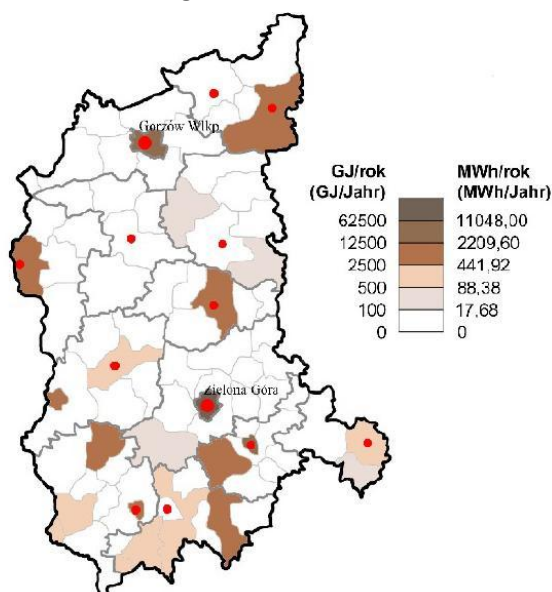 Gorzów Wlkp.
GJ/rok MWh/rok
(GJ/Jahr) (MWh/Jahr)
62500 11048,00
12500 2209,60
2500 441,92
500 88,38
100 17,68
0 0
Zielona Góra